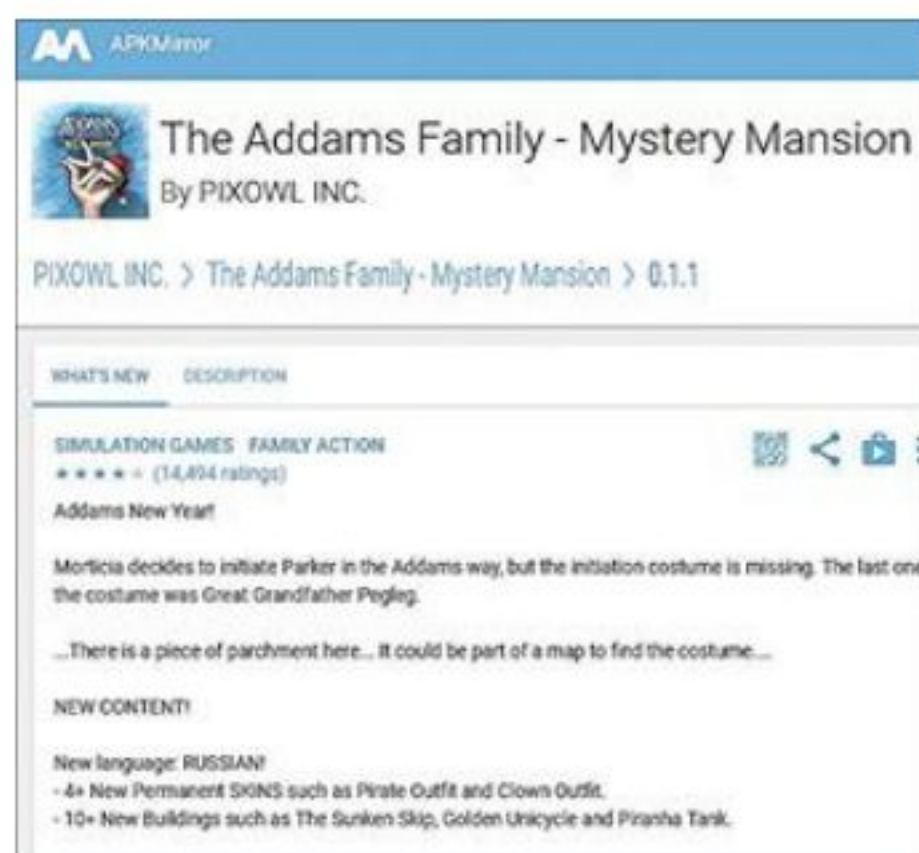 APKMirror
The Addams Family - Mystery Mansion
By PIXOWL INC.
PIXOWL INC. > The Addams Family - Mystery Mansion > 0.1.1
WHAT'S NEW DESCRIPTION
SIMULATION GAMES FAMILY ACTION
(14,494 ratings)
Addams New Year!
Morticia decides to initiate Parker in the Addams way, but the initiation costume is missing. The last one
the costume was Great Grandfather Pegleg.
...There is a piece of parchment here... It could be part of a map to find the costume....
NEW CONTENT!
New language: RUSSIAN!
- 4+ New Permanent SKINS such as Pirate Outfit and Clown Outfit.
- 10+ New Buildings such as The Sunken Skip, Golden Unicycle and Piranha Tank.